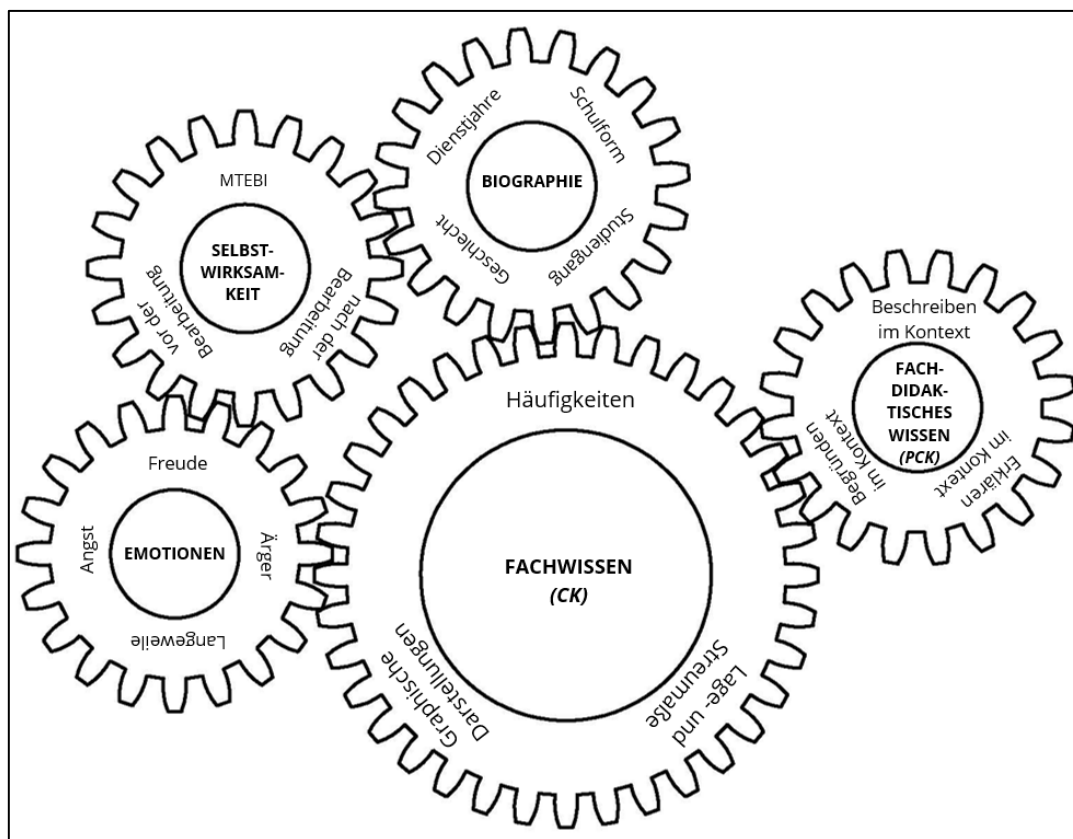 Dienstjahre
Schulform
BIOGRAPHIE
Geschlecht
Studiengang
MTEBI
SELBST-
WIRKSAM-
KEIT
vor der
Bearbeitung
nach der
Bearbeitung
Beschreiben
im Kontext
FACH-
DIDAK-
TISCHES
WISSEN
(PCK)
Begründen
im Kontext
Erklären
im Kontext
Häufigkeiten
FACHWISSEN
(CK)
Graphische
Darstellungen
Lage- und
Streumaße
Freude
Angst
EMOTIONEN
Ärger
Langeweile